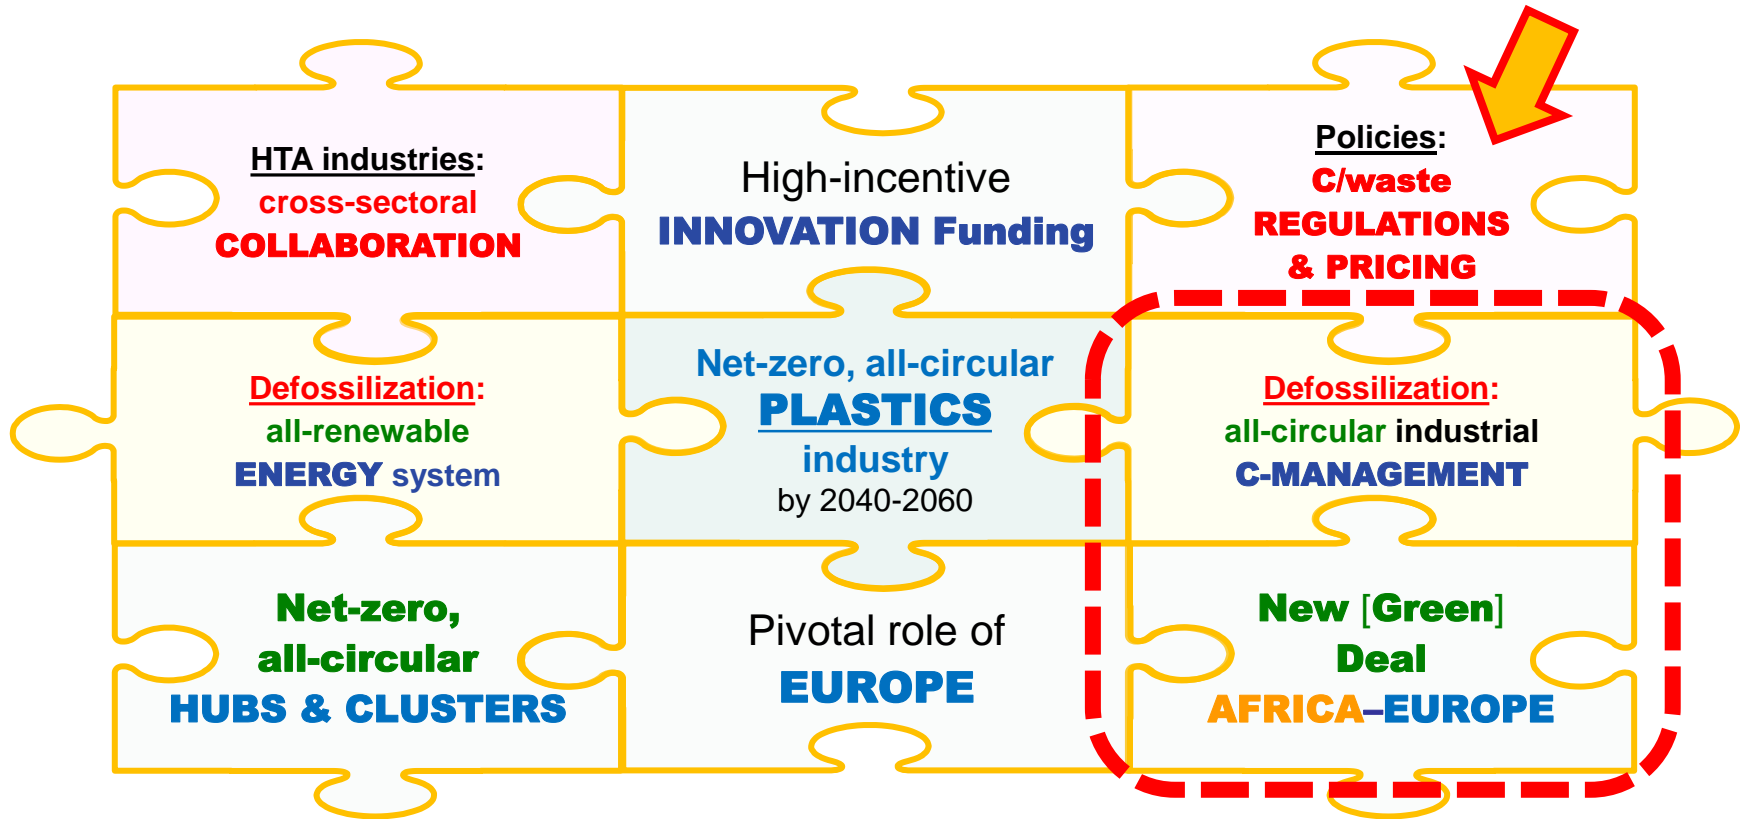 HTA industries:
cross-sectoral
COLLABORATION
High-incentive
INNOVATION Funding
Policies:
C/waste
REGULATIONS
& PRICING
Defossilization:
all-renewable
ENERGY system
Net-zero, all-circular
PLASTICS
industry
by 2040-2060
Defossilization:
all-circular industrial
C-MANAGEMENT
Net-zero,
all-circular
HUBS & CLUSTERS
Pivotal role of
EUROPE
New [Green]
Deal
AFRICA–EUROPE